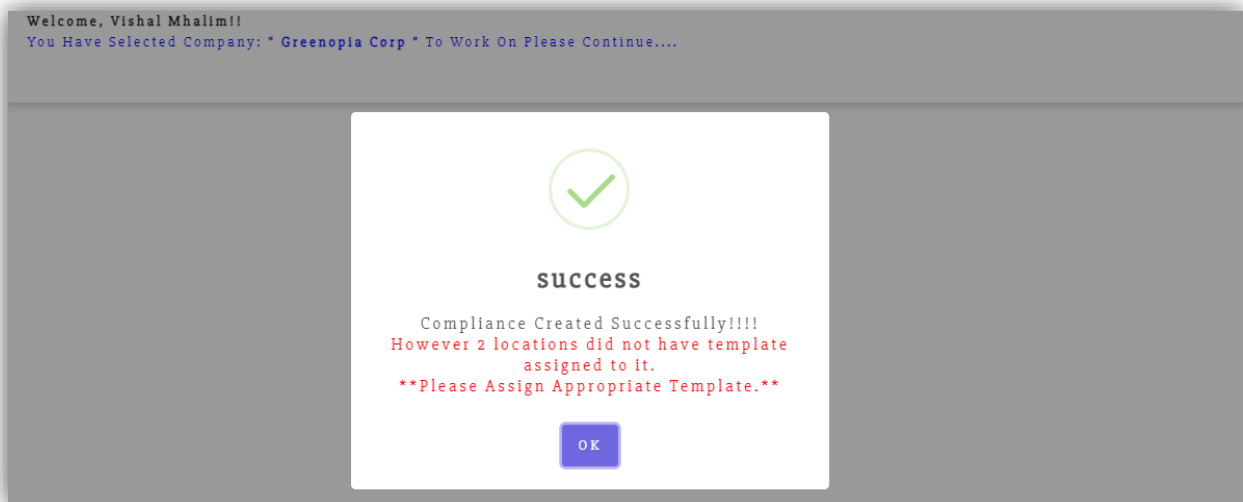 Welcome, Vishal Mhalim!!
You Have Selected Company: " Greenopia Corp " To Work On Please Continue....
success
Compliance Created Successfully!!!!
However 2 locations did not have template
assigned to it.
**Please Assign Appropriate Template.**
OK